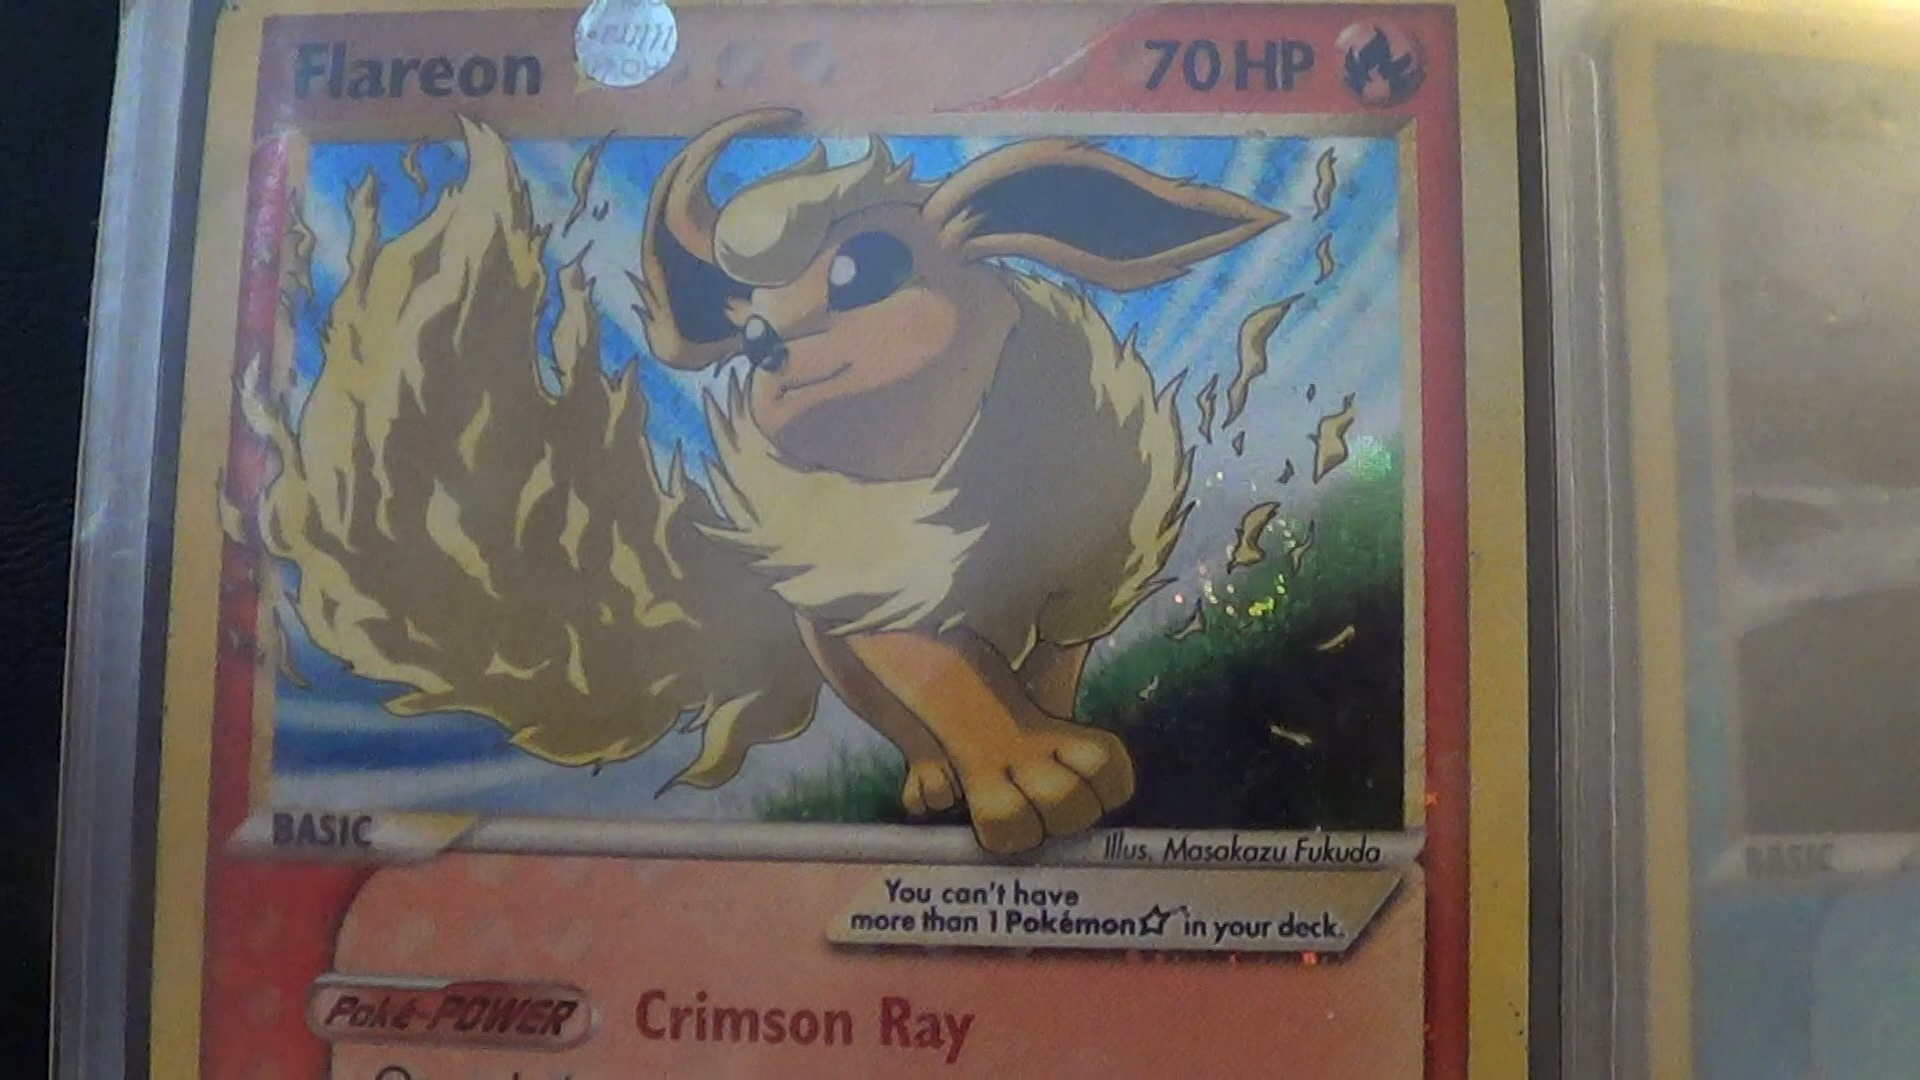 Flareon
70 HP
BASIC
Illus. Masakazu Fukuda
You can't have
more than 1 Pokémon☆ in your deck.
Poké-POWER Crimson Ray
BASIC